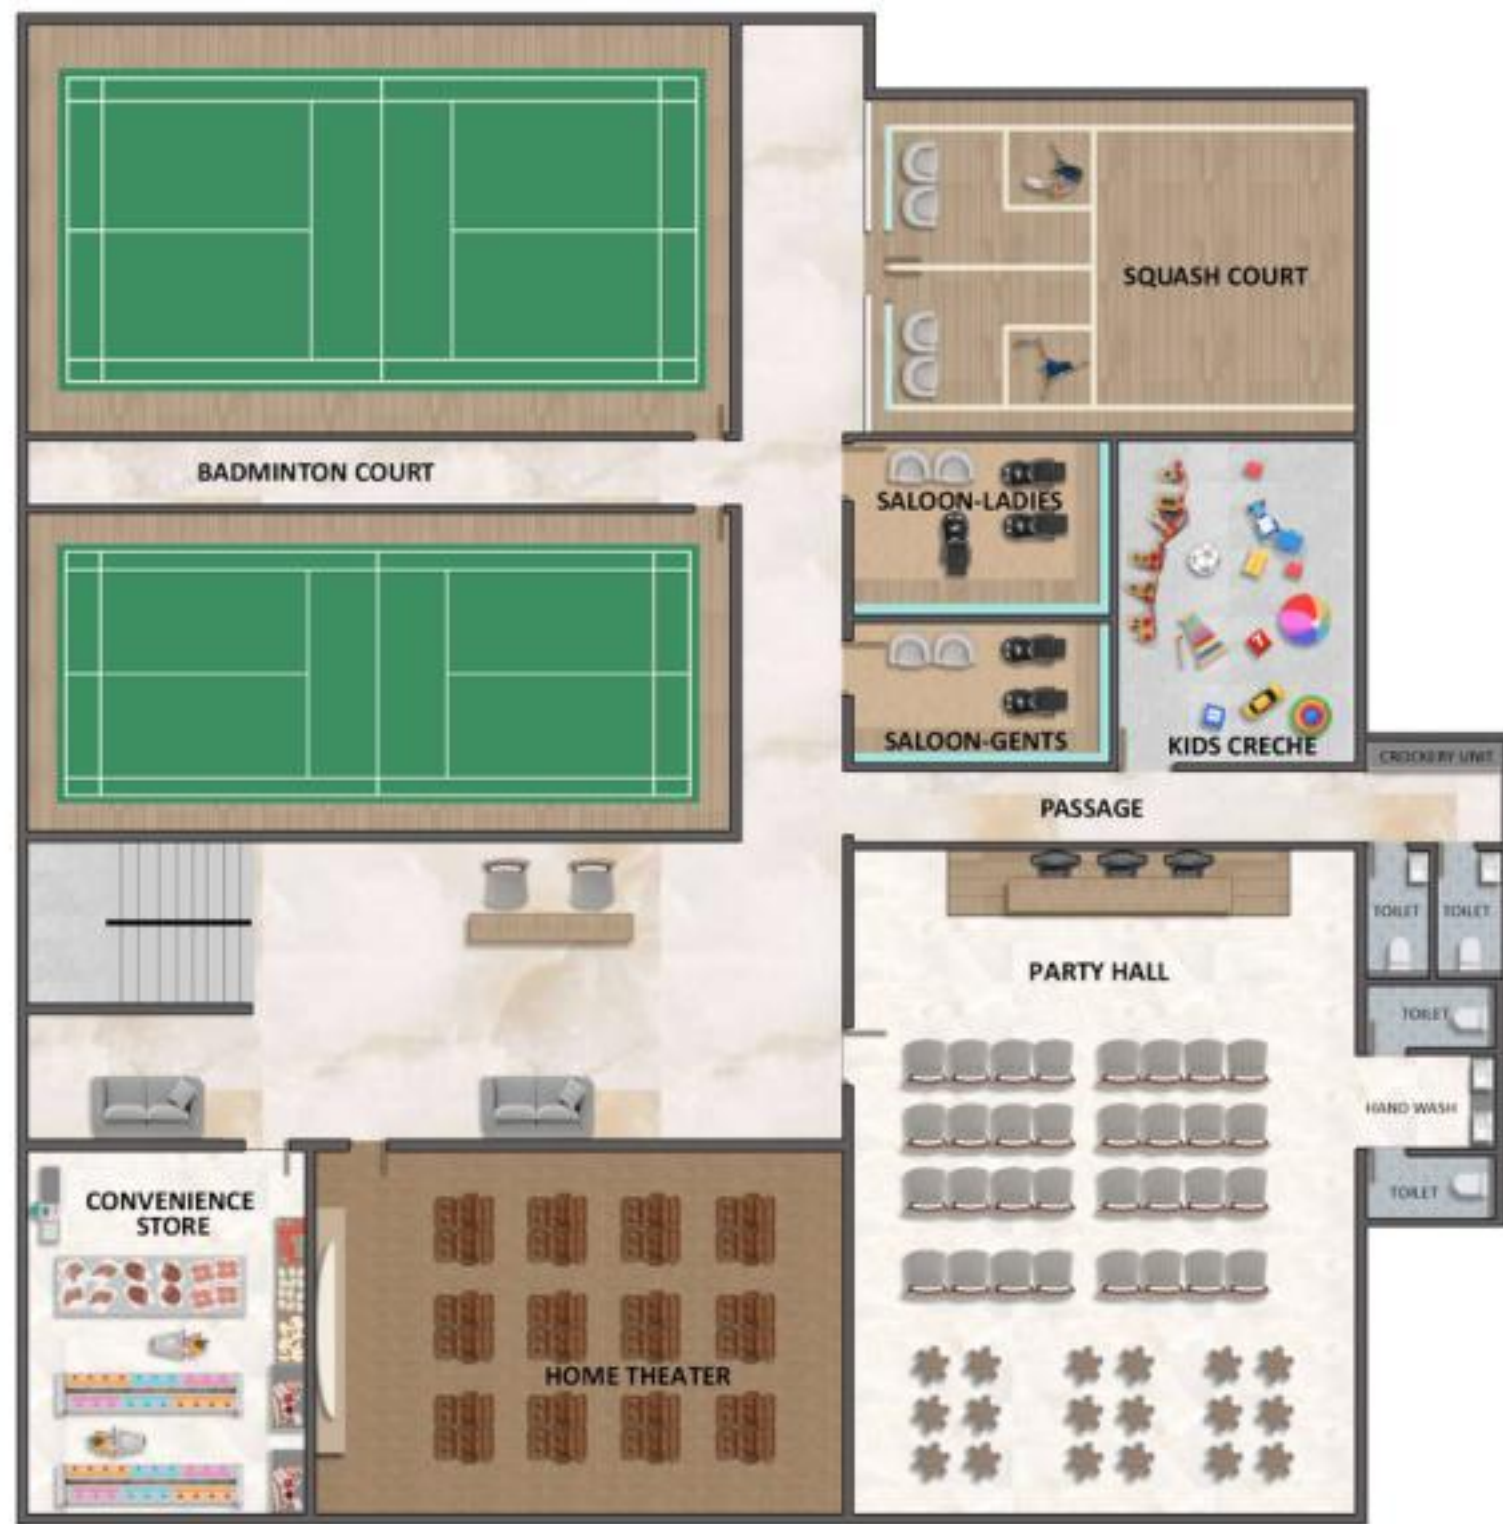 SQUASH COURT
BADMINTON COURT
SALOON-LADIES
SALOON-GENTS
KIDS CRECHE
7
CROCKERY UNIT
PASSAGE
TOILET
TOILET
PARTY HALL
TOILET
HAND WASH
TOILET
CONVENIENCE
STORE
HOME THEATER